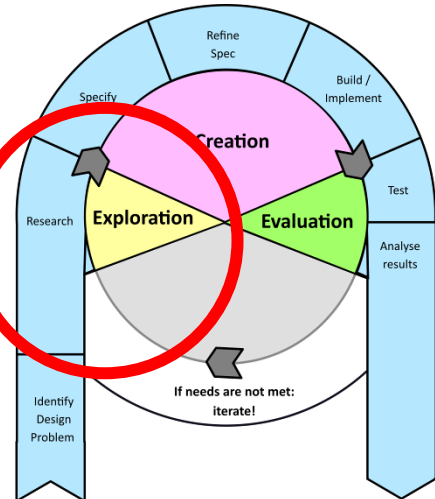 Refine
Spec
Specify
Build /
Implement
Creation
Research
Exploration
Evaluation
Test
Analyse
results
Identify
Design
Problem
If needs are not met:
iterate!